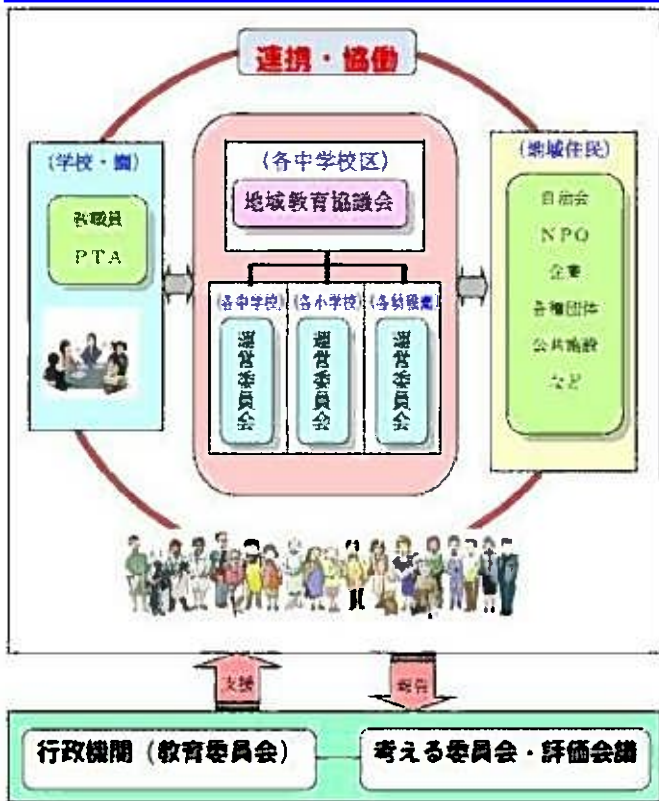 連携・協働
(学校・園)
教職員
PTA
(各中学校区)
地域教育協議会
(各中学校)
運営委員会
(各小学校)
運営委員会
(各幼稚園)
運営委員会
(地域住民)
自治会
NPO
企業
各種団体
公共施設
など
支援
報告
行政機関(教育委員会)
考える委員会・評価会議